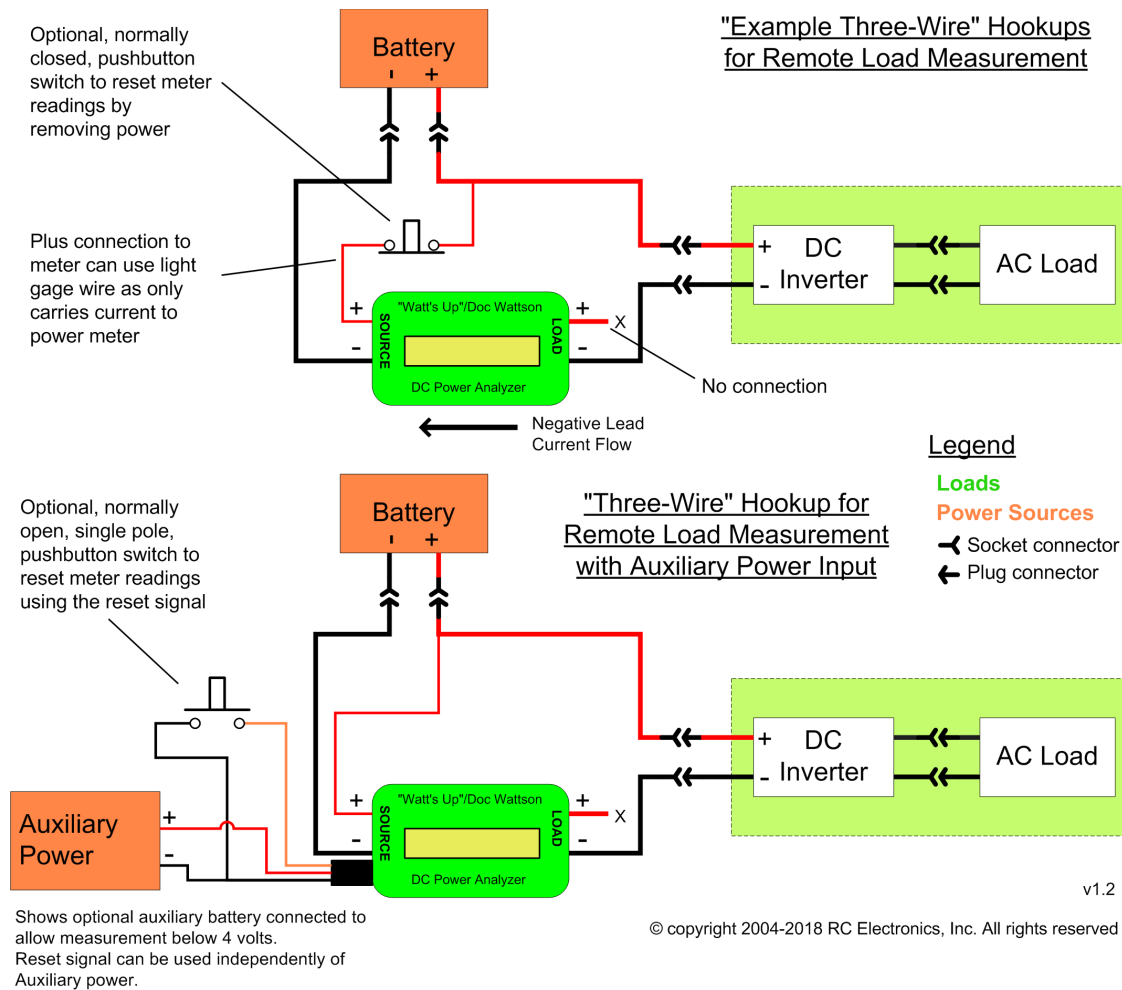 "Example Three-Wire" Hookups
for Remote Load Measurement
Optional, normally
closed, pushbutton
switch to reset meter
readings by
removing power
Battery
- +
Plus connection to
meter can use light
gage wire as only
carries current to
power meter
+
-
SOURCE
"Watt's Up"/Doc Wattson
DC Power Analyzer
LOAD
+
-
X
No connection
+
-
DC
Inverter
AC Load
Negative Lead
Current Flow
Legend
Loads
Power Sources
Socket connector
Plug connector
"Three-Wire" Hookup for
Remote Load Measurement
with Auxiliary Power Input
Optional, normally
open, single pole,
pushbutton switch to
reset meter readings
using the reset signal
Battery
- +
Auxiliary
Power
+
-
+
-
SOURCE
"Watt's Up"/Doc Wattson
DC Power Analyzer
LOAD
+
-
X
+
-
DC
Inverter
AC Load
Shows optional auxiliary battery connected to
allow measurement below 4 volts.
Reset signal can be used independently of
Auxiliary power.
v1.2
© copyright 2004-2018 RC Electronics, Inc. All rights reserved